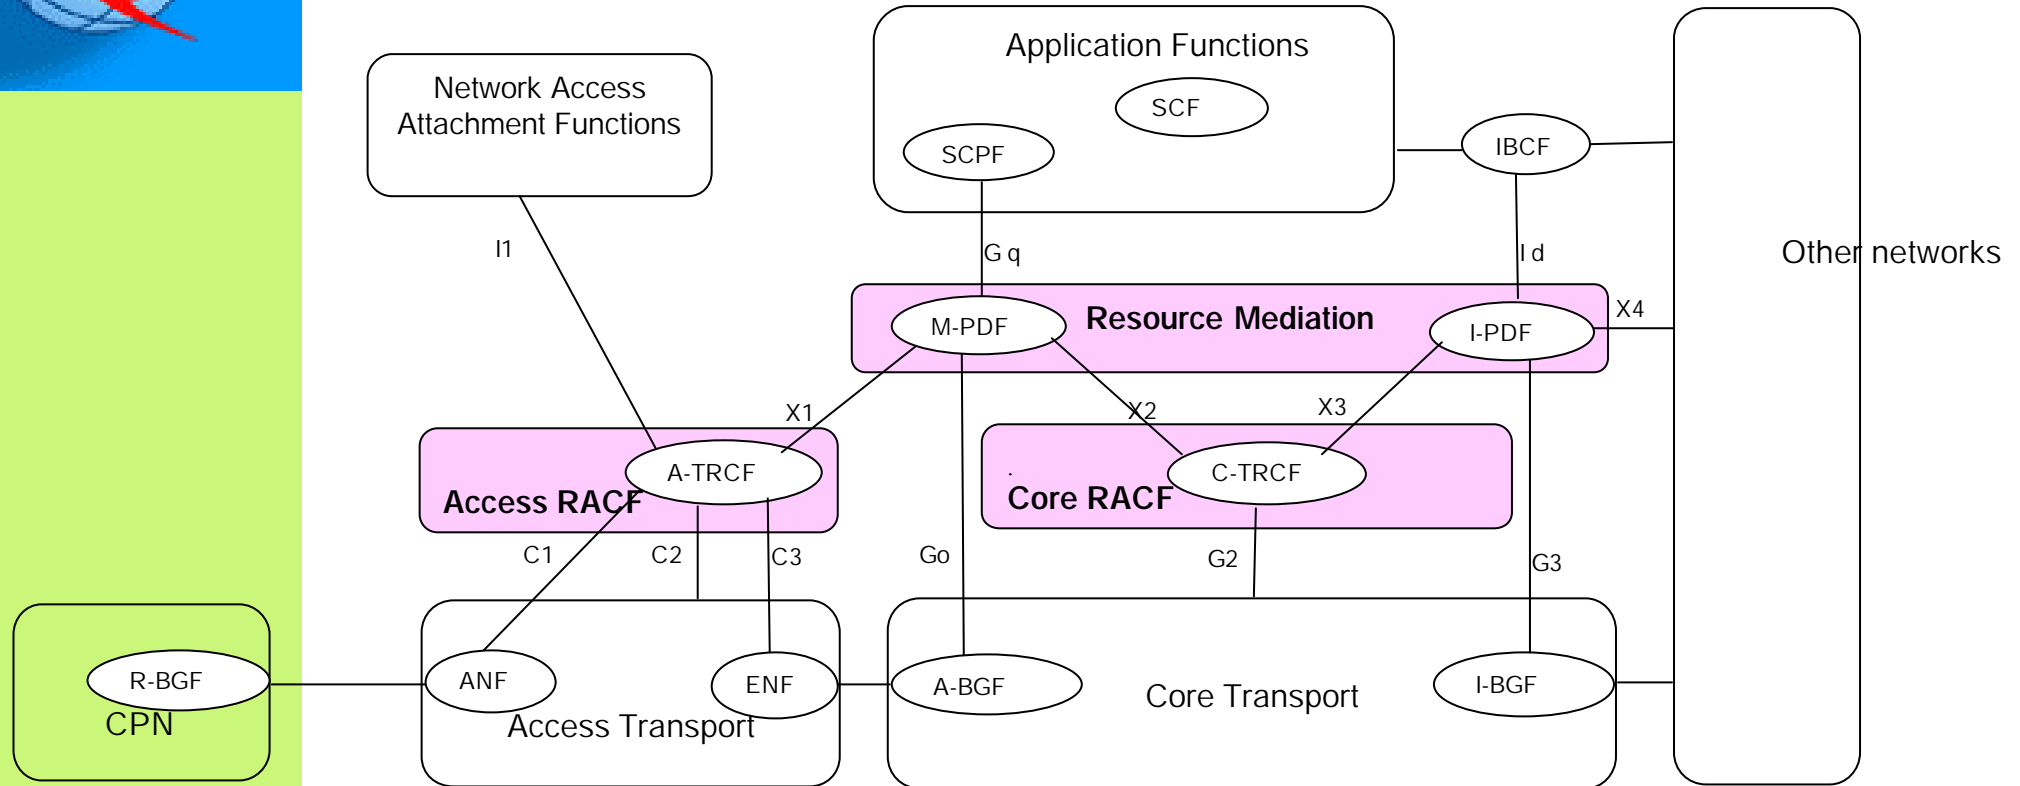 Application Functions
Network Access
Attachment Functions
SCF
SCPF
IBCF
I1
G q
I d
Other networks
M-PDF
Resource Mediation
I-PDF
X4
X1
X2
X3
A-TRCF
Access RACF
C-TRCF
Core RACF
C1
C2
C3
Go
G2
G3
R-BGF
CPN
ANF
ENF
Access Transport
A-BGF
Core Transport
I-BGF